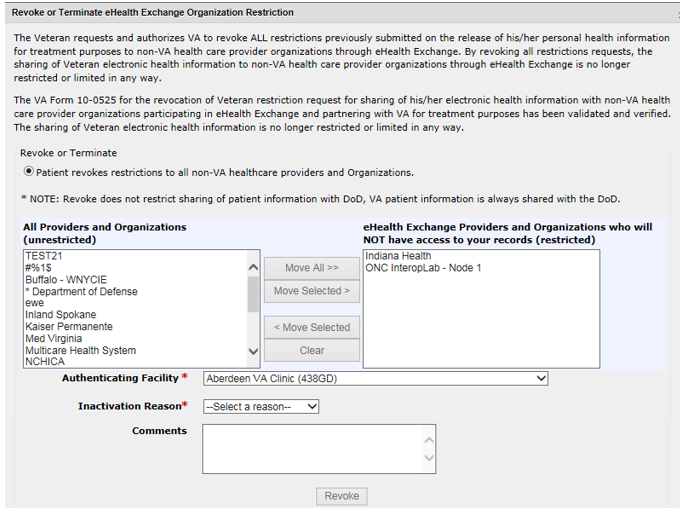 Revoke or Terminate eHealth Exchange Organization Restriction
The Veteran requests and authorizes VA to revoke ALL restrictions previously submitted on the release of his/her personal health information
for treatment purposes to non-VA health care provider organizations through eHealth Exchange. By revoking all restrictions requests, the
sharing of Veteran electronic health information to non-VA health care provider organizations through eHealth Exchange is no longer
restricted or limited in any way.
The VA Form 10-0525 for the revocation of Veteran restriction request for sharing of his/her electronic health information with non-VA health
care provider organizations participating in eHealth Exchange and partnering with VA for treatment purposes has been validated and verified.
The sharing of Veteran electronic health information is no longer restricted or limited in any way.
Revoke or Terminate
Patient revokes restrictions to all non-VA healthcare providers and Organizations.
* NOTE: Revoke does not restrict sharing of patient information with DoD, VA patient information is always shared with the DoD.
All Providers and Organizations
(unrestricted)
TEST21
#%1$
Buffalo - WNYCIE
* Department of Defense
ewe
Inland Spokane
Kaiser Permanente
Med Virginia
Multicare Health System
NCHICA
Move All >>
Move Selected >
< Move Selected
Clear
eHealth Exchange Providers and Organizations who will
NOT have access to your records (restricted)
Indiana Health
ONC InteropLab - Node 1
Authenticating Facility *
Aberdeen VA Clinic (438GD)
Inactivation Reason*
--Select a reason--
Comments
Revoke